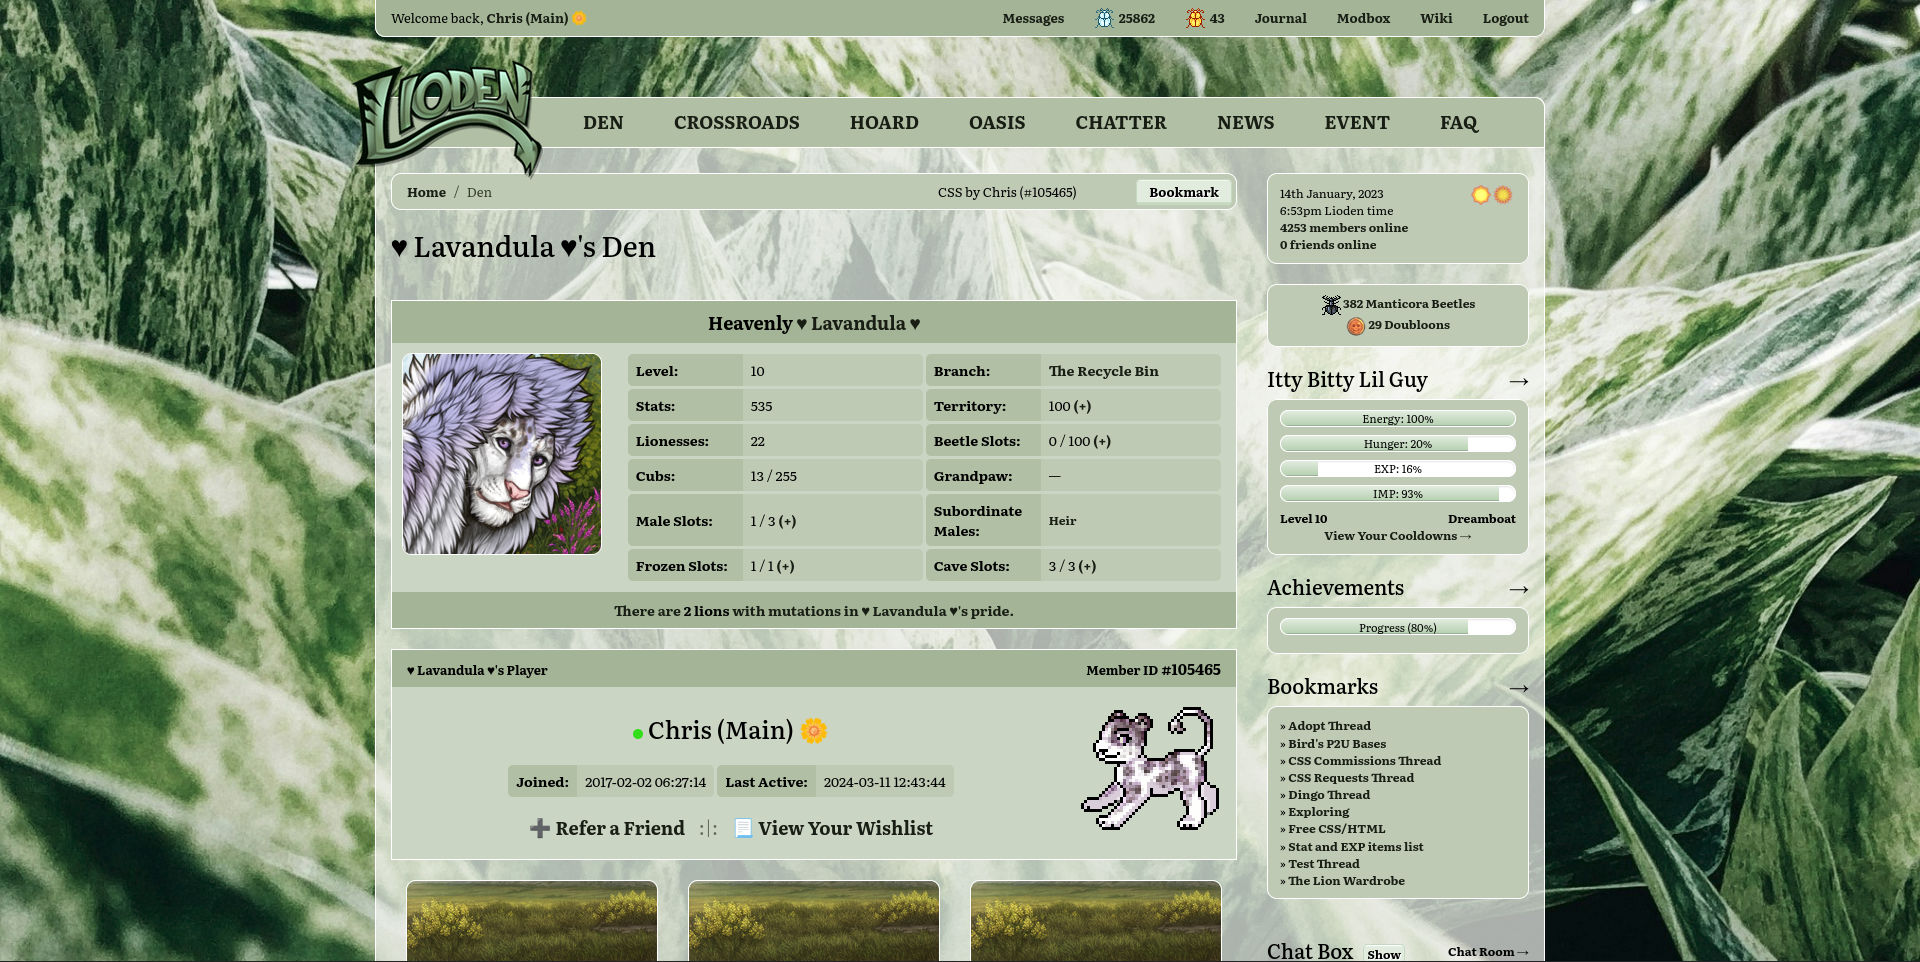 Welcome back, Chris (Main) 🌼
Messages 25862 43 Journal Modbox Wiki Logout
LIODEN
DEN CROSSROADS HOARD OASIS CHATTER NEWS EVENT FAQ
Home / Den CSS by Chris (#105465) Bookmark
♥ Lavandula ♥'s Den
Heavenly ♥ Lavandula ♥
Level: 10 Branch: The Recycle Bin
Stats: 535 Territory: 100 (+)
Lionesses: 22 Beetle Slots: 0 / 100 (+)
Cubs: 13 / 255 Grandpaw: —
Male Slots: 1 / 3 (+) Subordinate Males: Heir
Frozen Slots: 1 / 1 (+) Cave Slots: 3 / 3 (+)
There are 2 lions with mutations in ♥ Lavandula ♥'s pride.
♥ Lavandula ♥'s Player Member ID #105465
Chris (Main) 🌼
Joined: 2017-02-02 06:27:14 Last Active: 2024-03-11 12:43:44
➕ Refer a Friend :|: 📃 View Your Wishlist
14th January, 2023
6:53pm Lioden time
4253 members online
0 friends online
382 Manticora Beetles
29 Doubloons
Itty Bitty Lil Guy →
Energy: 100%
Hunger: 20%
EXP: 16%
IMP: 93%
Level 10 Dreamboat
View Your Cooldowns →
Achievements →
Progress (80%)
Bookmarks →
» Adopt Thread
» Bird's P2U Bases
» CSS Commissions Thread
» CSS Requests Thread
» Dingo Thread
» Exploring
» Free CSS/HTML
» Stat and EXP items list
» Test Thread
» The Lion Wardrobe
Chat Box Show Chat Room →